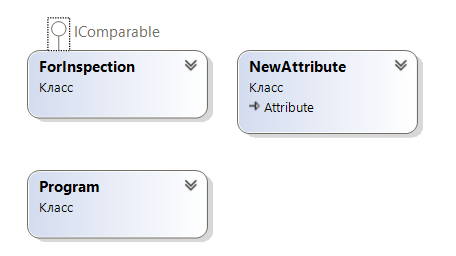 IComparable
ForInspection
Класс
NewAttribute
Класс
Attribute
Program
Класс